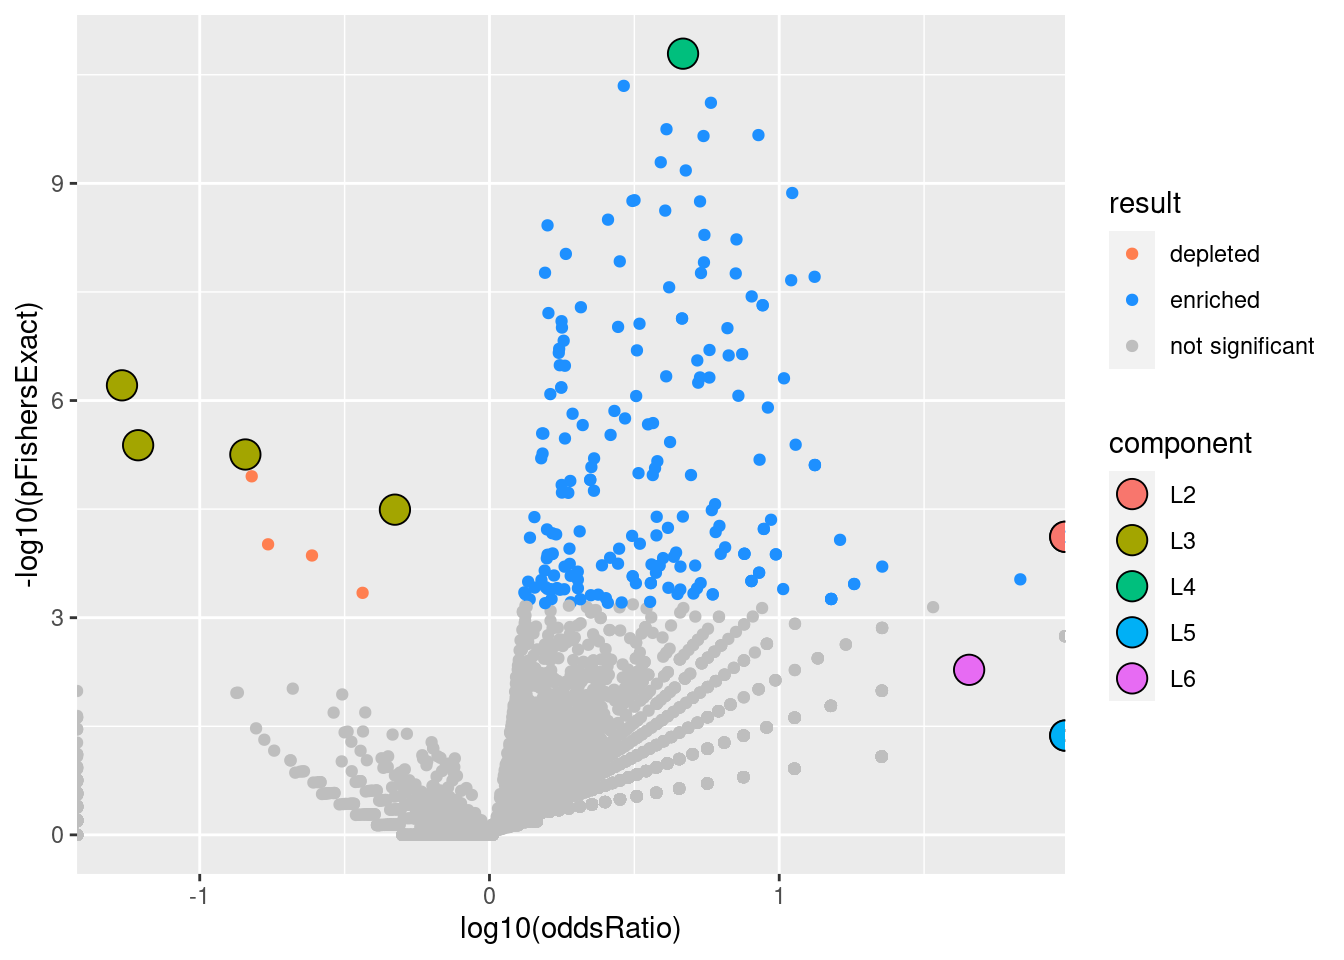 9
6
3
0
-1
0
1
-log10(pFishersExact)
log10(oddsRatio)
result
depleted
enriched
not significant
component
L2
L3
L4
L5
L6